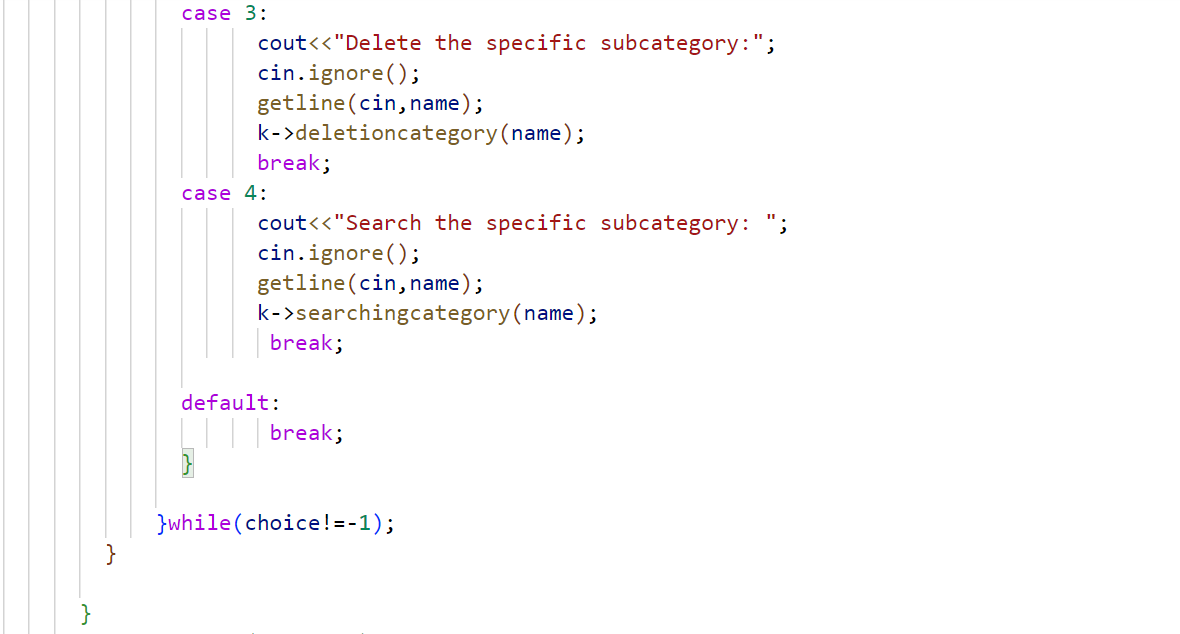 case 3:
cout<<"Delete the specific subcategory:";
cin.ignore();
getline(cin,name);
k->deletioncategory(name);
break;
case 4:
cout<<"Search the specific subcategory: ";
cin.ignore();
getline(cin,name);
k->searchingcategory(name);
break;
default:
break;
}
}while(choice!=-1);
}
}